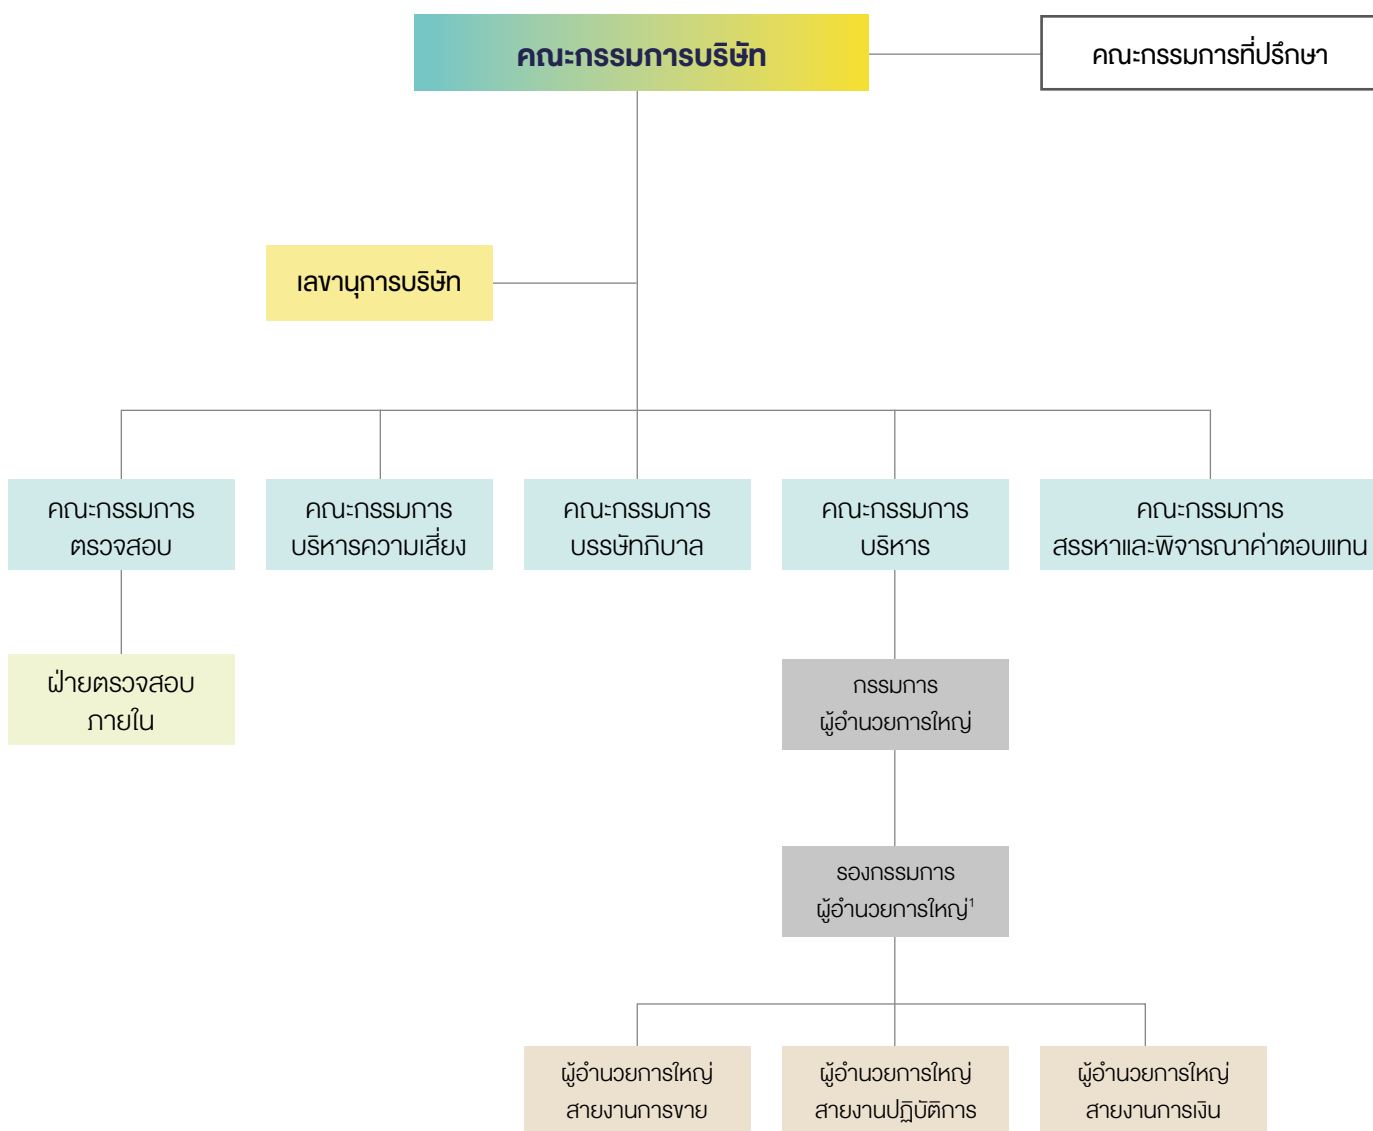 คณะกรรมการบริษัท
คณะกรรมการที่ปรึกษา
เลขานุการบริษัท
คณะกรรมการ
ตรวจสอบ
คณะกรรมการ
บริหารความเสี่ยง
คณะกรรมการ
บรรษัทภิบาล
คณะกรรมการ
บริหาร
คณะกรรมการ
สรรหาและพิจารณาค่าตอบแทน
ฝ่ายตรวจสอบ
ภายใน
กรรมการ
ผู้อำนวยการใหญ่
รองกรรมการ
ผู้อำนวยการใหญ่¹
ผู้อำนวยการใหญ่
สายงานการขาย
ผู้อำนวยการใหญ่
สายงานปฏิบัติการ
ผู้อำนวยการใหญ่
สายงานการเงิน